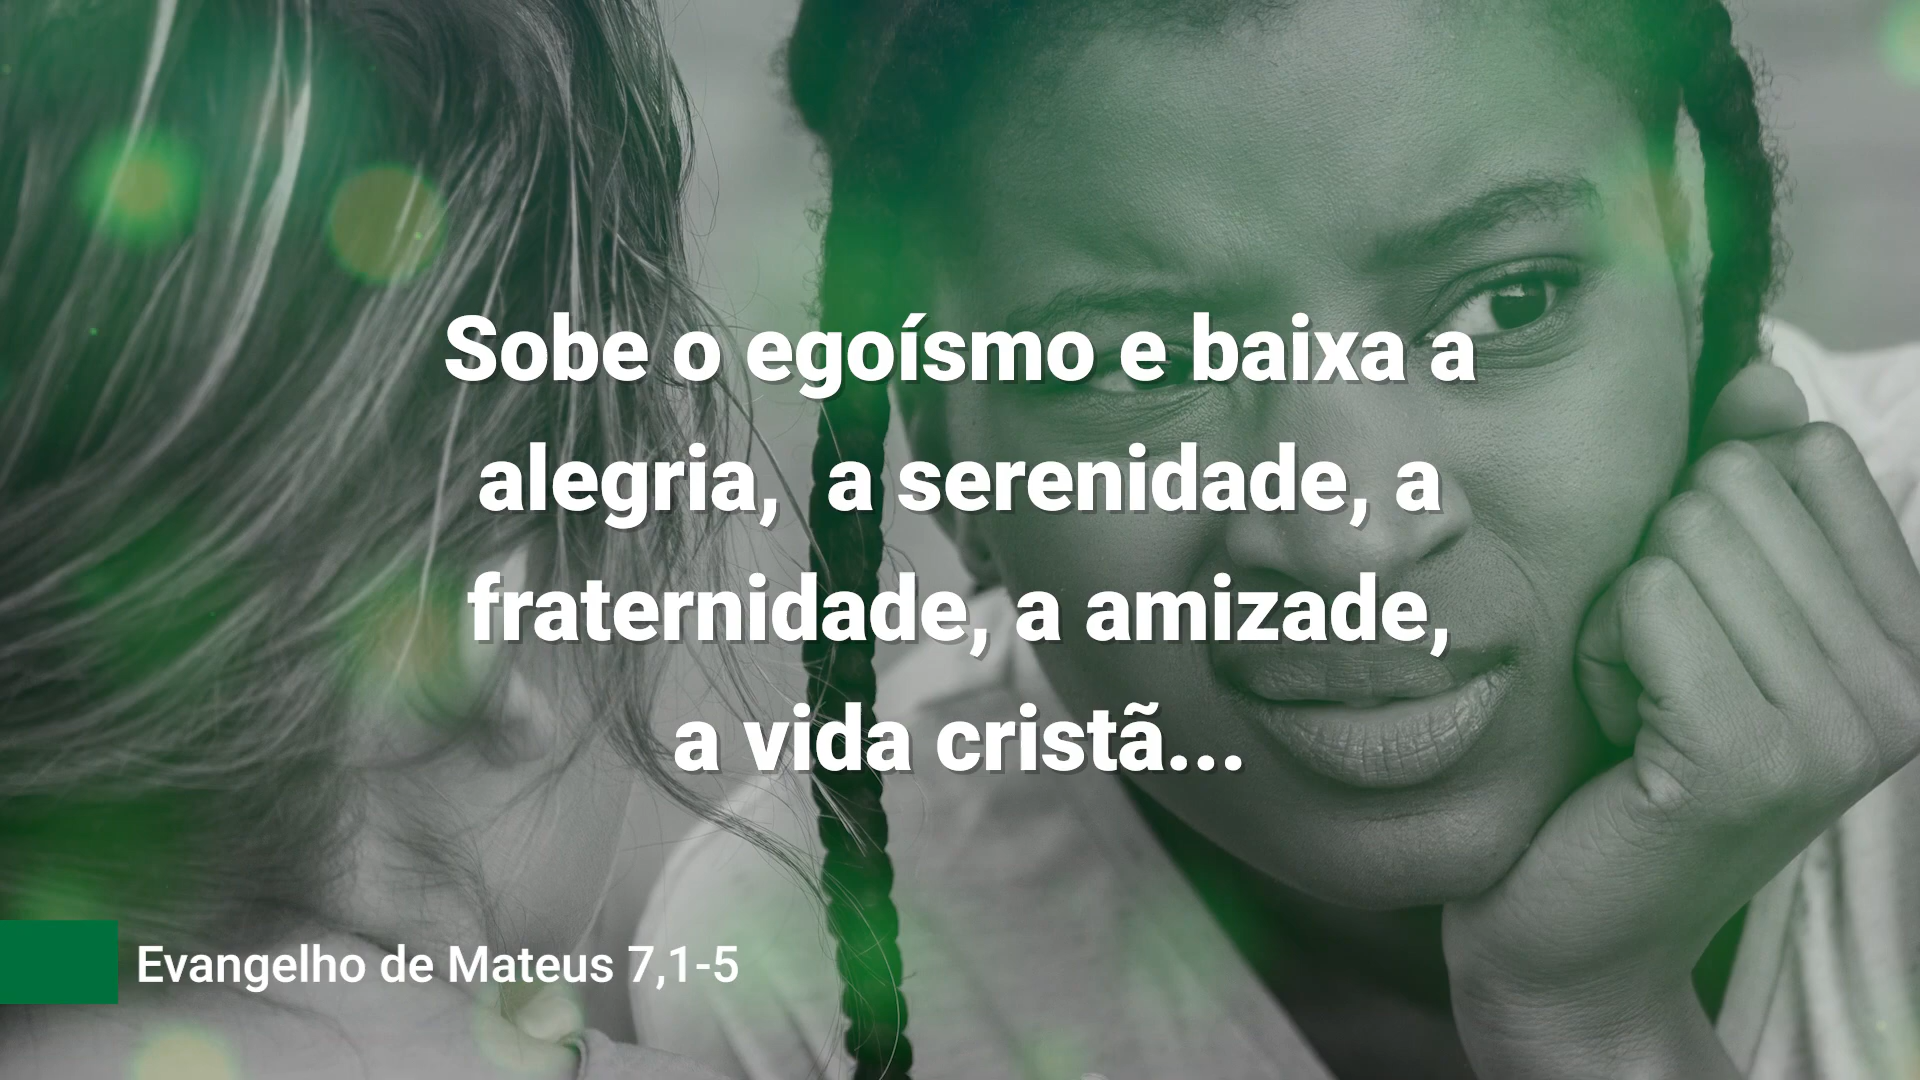 Sobe o egoísmo e baixa a
alegria,  a serenidade, a
fraternidade, a amizade,
a vida cristã...
Evangelho de Mateus 7,1-5